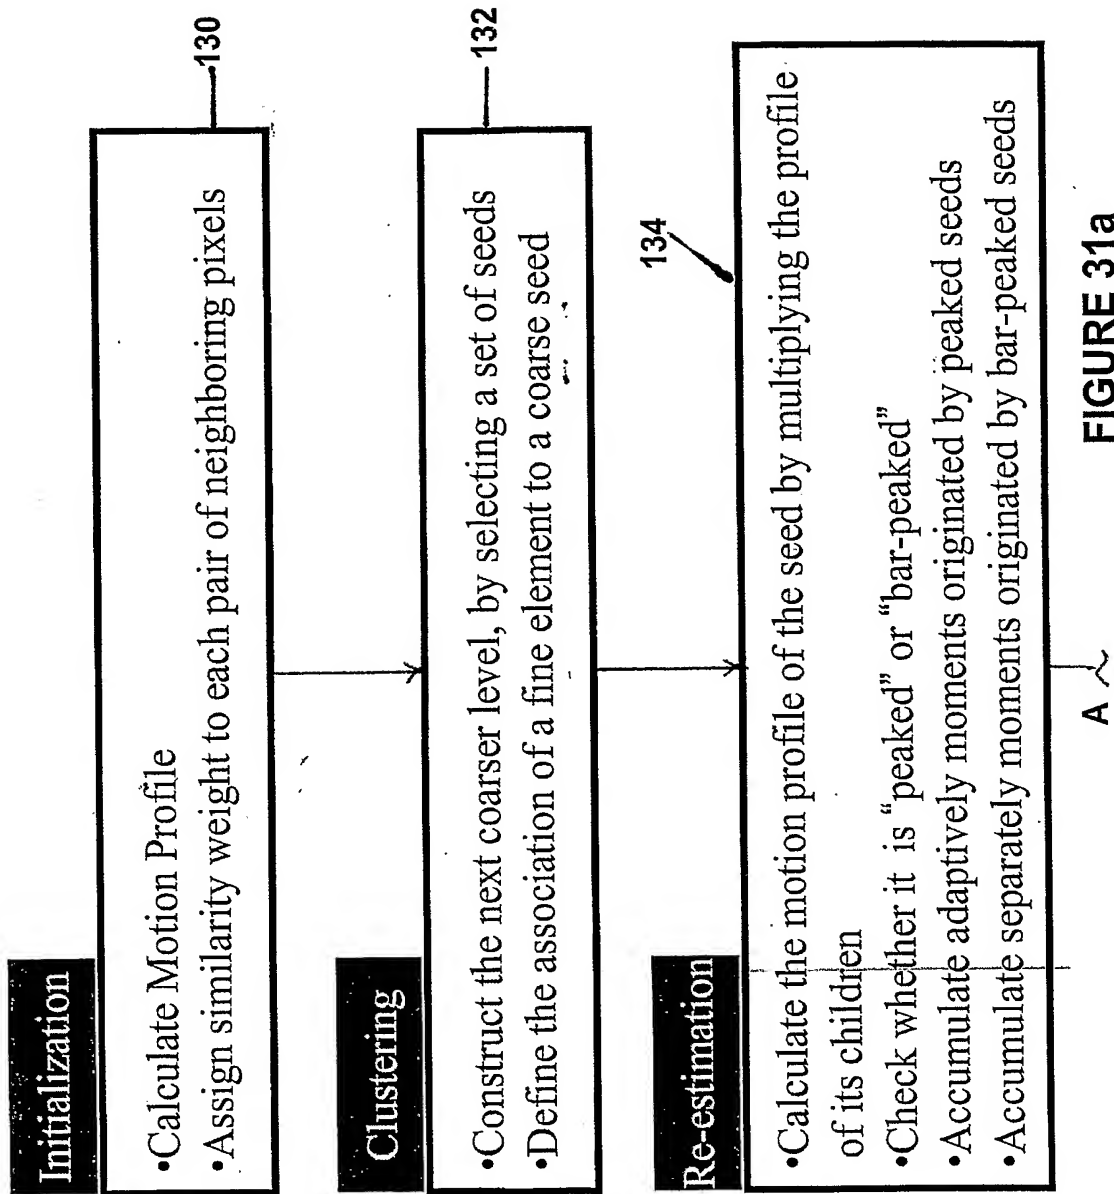 Initialization
•Calculate Motion Profile
•Assign similarity weight to each pair of neighboring pixels
130
Clustering
•Construct the next coarser level, by selecting a set of seeds
•Define the association of a fine element to a coarse seed
132
Re-estimation
134
•Calculate the motion profile of the seed by multiplying the profile
of its children
•Check whether it is “peaked” or “bar-peaked”
•Accumulate adaptively moments originated by peaked seeds
•Accumulate separately moments originated by bar-peaked seeds
A
FIGURE 31a